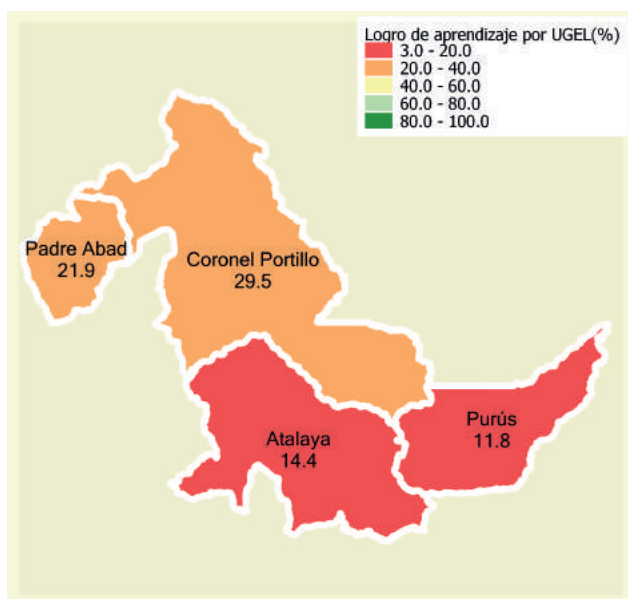 Logro de aprendizaje por UGEL(%)
3.0 - 20.0
20.0 - 40.0
40.0 - 60.0
60.0 - 80.0
80.0 - 100.0
Padre Abad
21.9
Coronel Portillo
29.5
Atalaya
14.4
Purús
11.8